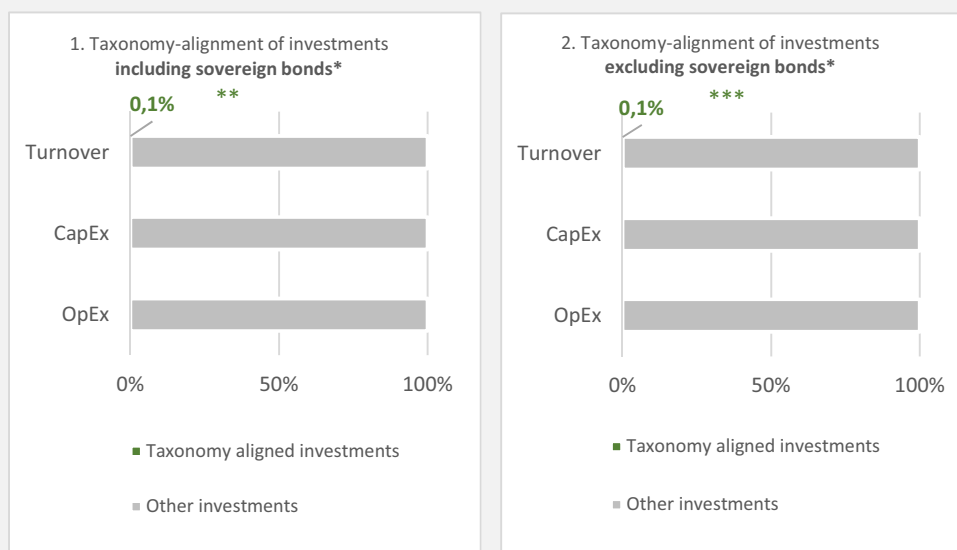 1. Taxonomy-alignment of investments
including sovereign bonds*
0,1%
**
Turnover
CapEx
OpEx
0%
50%
100%
Taxonomy aligned investments
Other investments
2. Taxonomy-alignment of investments
excluding sovereign bonds*
0,1%
***
Turnover
CapEx
OpEx
0%
50%
100%
Taxonomy aligned investments
Other investments